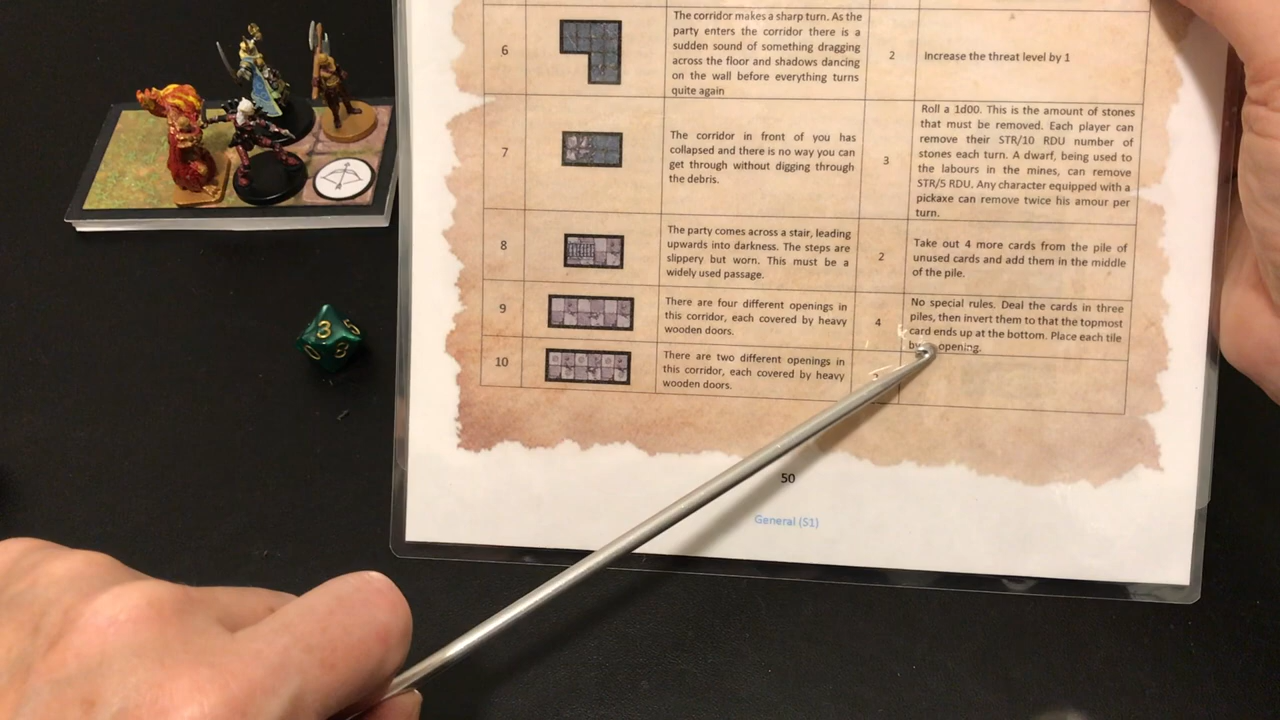 6
The corridor makes a sharp turn. As the
party enters the corridor there is a
sudden sound of something dragging
across the floor and shadows dancing
on the wall before everything turns
quite again
2
Increase the threat level by 1
7
The corridor in front of you has
collapsed and there is no way you can
get through without digging through
the debris.
3
Roll a 1d00. This is the amount of stones
that must be removed. Each player can
remove their STR/10 RDU number of
stones each turn. A dwarf, being used to
the labours in the mines, can remove
STR/5 RDU. Any character equipped with a
pickaxe can remove twice his amour per
turn.
8
The party comes across a stair, leading
upwards into darkness. The steps are
slippery but worn. This must be a
widely used passage.
2
Take out 4 more cards from the pile of
unused cards and add them in the middle
of the pile.
9
There are four different openings in
this corridor, each covered by heavy
wooden doors.
4
No special rules. Deal the cards in three
piles, then invert them to that the topmost
card ends up at the bottom. Place each tile
opening.
10
There are two different openings in
this corridor, each covered by heavy
wooden doors.
50
General (S1)
3
0
3